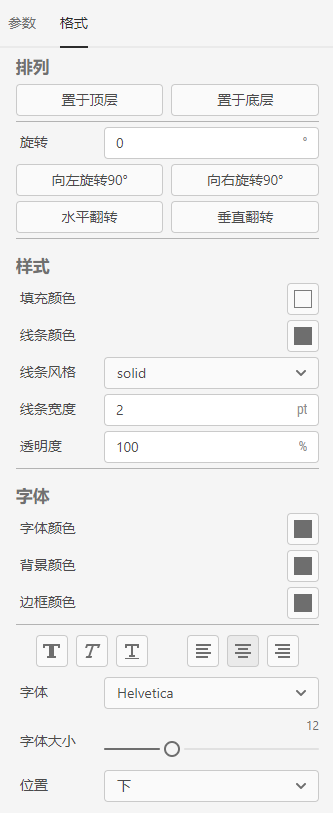 参数 格式
排列
置于顶层 置于底层
旋转 0 °
向左旋转90° 向右旋转90°
水平翻转 垂直翻转
样式
填充颜色
线条颜色
线条风格 solid
线条宽度 2 pt
透明度 100 %
字体
字体颜色
背景颜色
边框颜色
T T T
字体 Helvetica
12
字体大小
位置 下